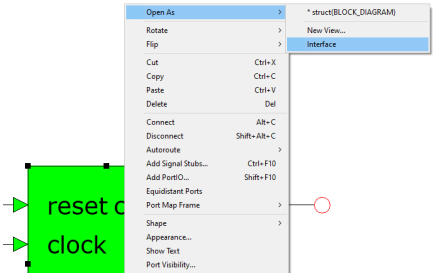 Open As
* struct(BLOCK_DIAGRAM)
Rotate
New View...
Flip
Interface
Cut Ctrl+X
Copy Ctrl+C
Paste Ctrl+V
Delete Del
Connect Alt+C
Disconnect Shift+Alt+C
Autoroute
Add Signal Stubs... Ctrl+F10
Add PortIO... Shift+F10
Equidistant Ports
Port Map Frame
Shape
Appearance...
Show Text
Port Visibility...
reset
clock